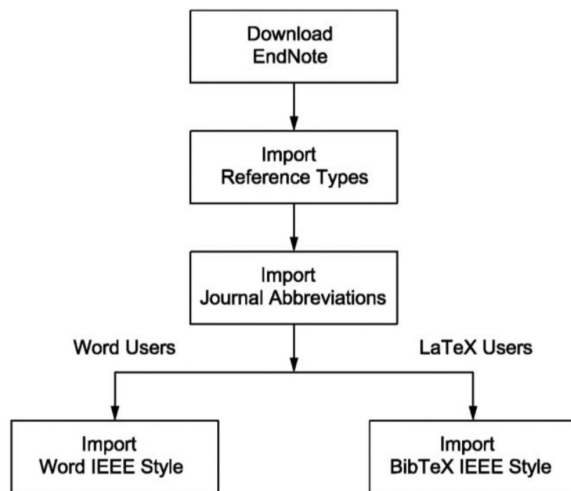 Download
EndNote
Import
Reference Types
Import
Journal Abbreviations
Word Users
LaTeX Users
Import
Word IEEE Style
Import
BibTeX IEEE Style